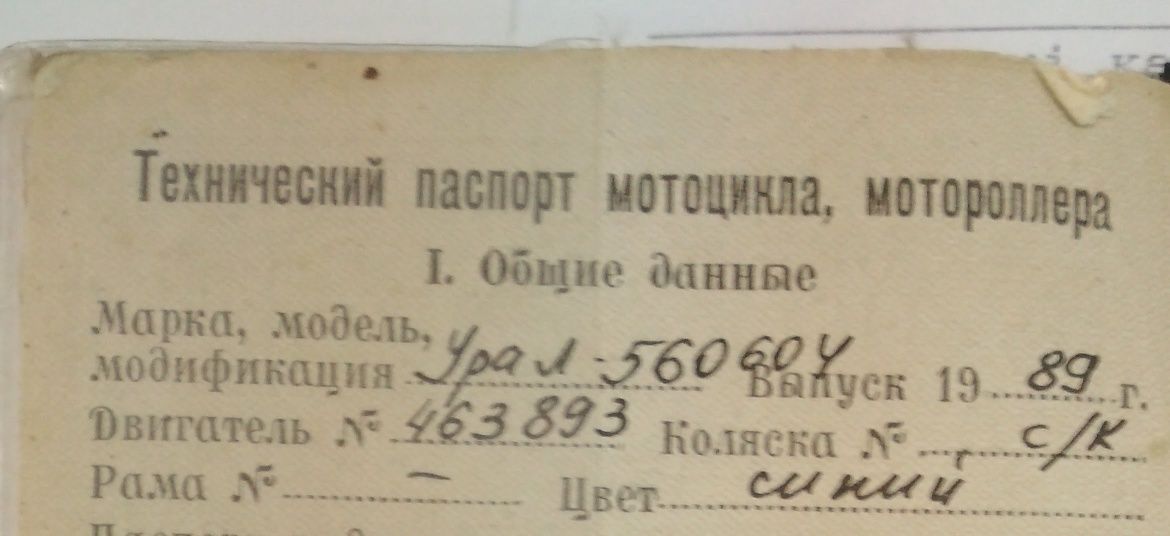 Технический паспорт мотоцикла, мотороллера
I. Общие данные
Марка, модель,
модификация Урал-560604 Выпуск 1989 г.
Двигатель № 463893 Коляска № с/к
Рама № — Цвет синий